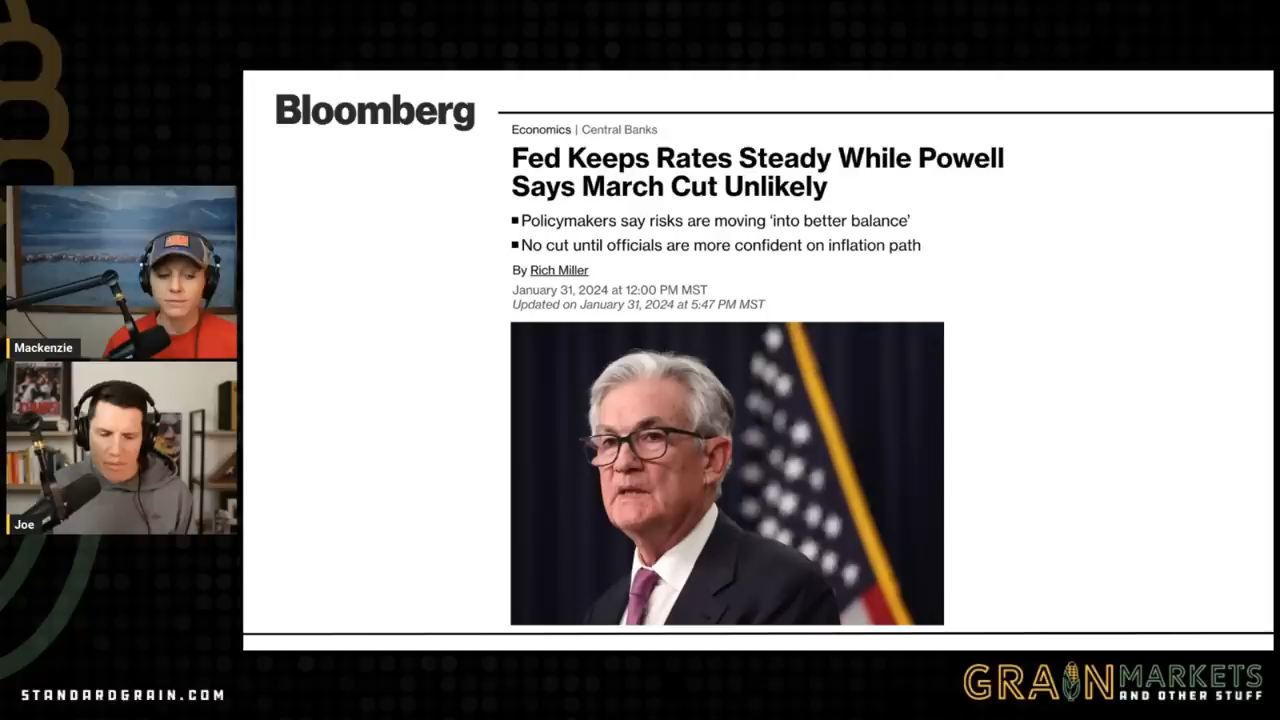 Bloomberg
Economics | Central Banks
Fed Keeps Rates Steady While Powell
Says March Cut Unlikely
▪ Policymakers say risks are moving ‘into better balance’
▪ No cut until officials are more confident on inflation path
By Rich Miller
January 31, 2024 at 12:00 PM MST
Updated on January 31, 2024 at 5:47 PM MST
Mackenzie
Joe
STANDARDGRAIN.COM
GRAIN MARKETS
AND OTHER STUFF